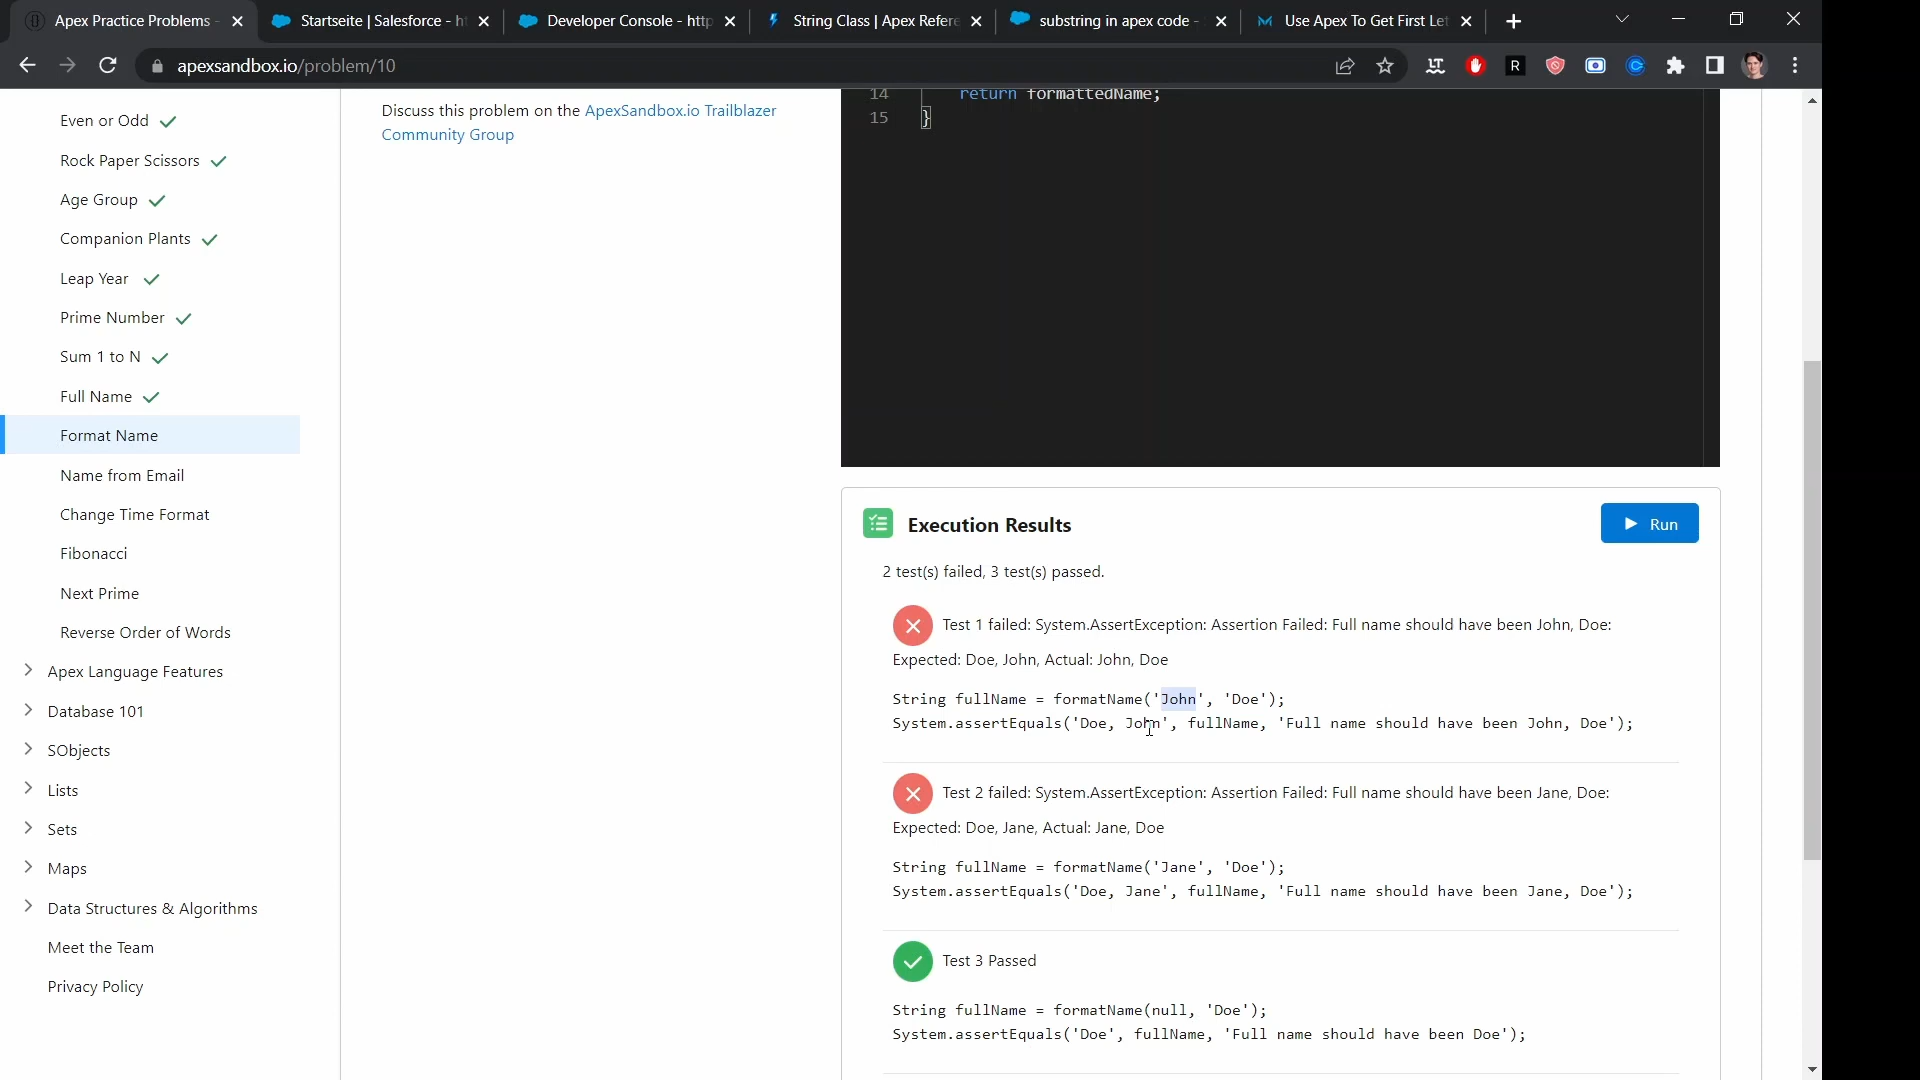 Apex Practice Problems -
Startseite | Salesforce - h
Developer Console - http
String Class | Apex Refere
substring in apex code -
Use Apex To Get First Let
apexsandbox.io/problem/10
Even or Odd
Rock Paper Scissors
Age Group
Companion Plants
Leap Year
Prime Number
Sum 1 to N
Full Name
Format Name
Name from Email
Change Time Format
Fibonacci
Next Prime
Reverse Order of Words
Apex Language Features
Database 101
SObjects
Lists
Sets
Maps
Data Structures & Algorithms
Meet the Team
Privacy Policy
Discuss this problem on the ApexSandbox.io Trailblazer
Community Group
14 return formattedName;
15 }
Execution Results
Run
2 test(s) failed, 3 test(s) passed.
Test 1 failed: System.AssertException: Assertion Failed: Full name should have been John, Doe:
Expected: Doe, John, Actual: John, Doe
String fullName = formatName('John', 'Doe');
System.assertEquals('Doe, John', fullName, 'Full name should have been John, Doe');
Test 2 failed: System.AssertException: Assertion Failed: Full name should have been Jane, Doe:
Expected: Doe, Jane, Actual: Jane, Doe
String fullName = formatName('Jane', 'Doe');
System.assertEquals('Doe, Jane', fullName, 'Full name should have been Jane, Doe');
Test 3 Passed
String fullName = formatName(null, 'Doe');
System.assertEquals('Doe', fullName, 'Full name should have been Doe');